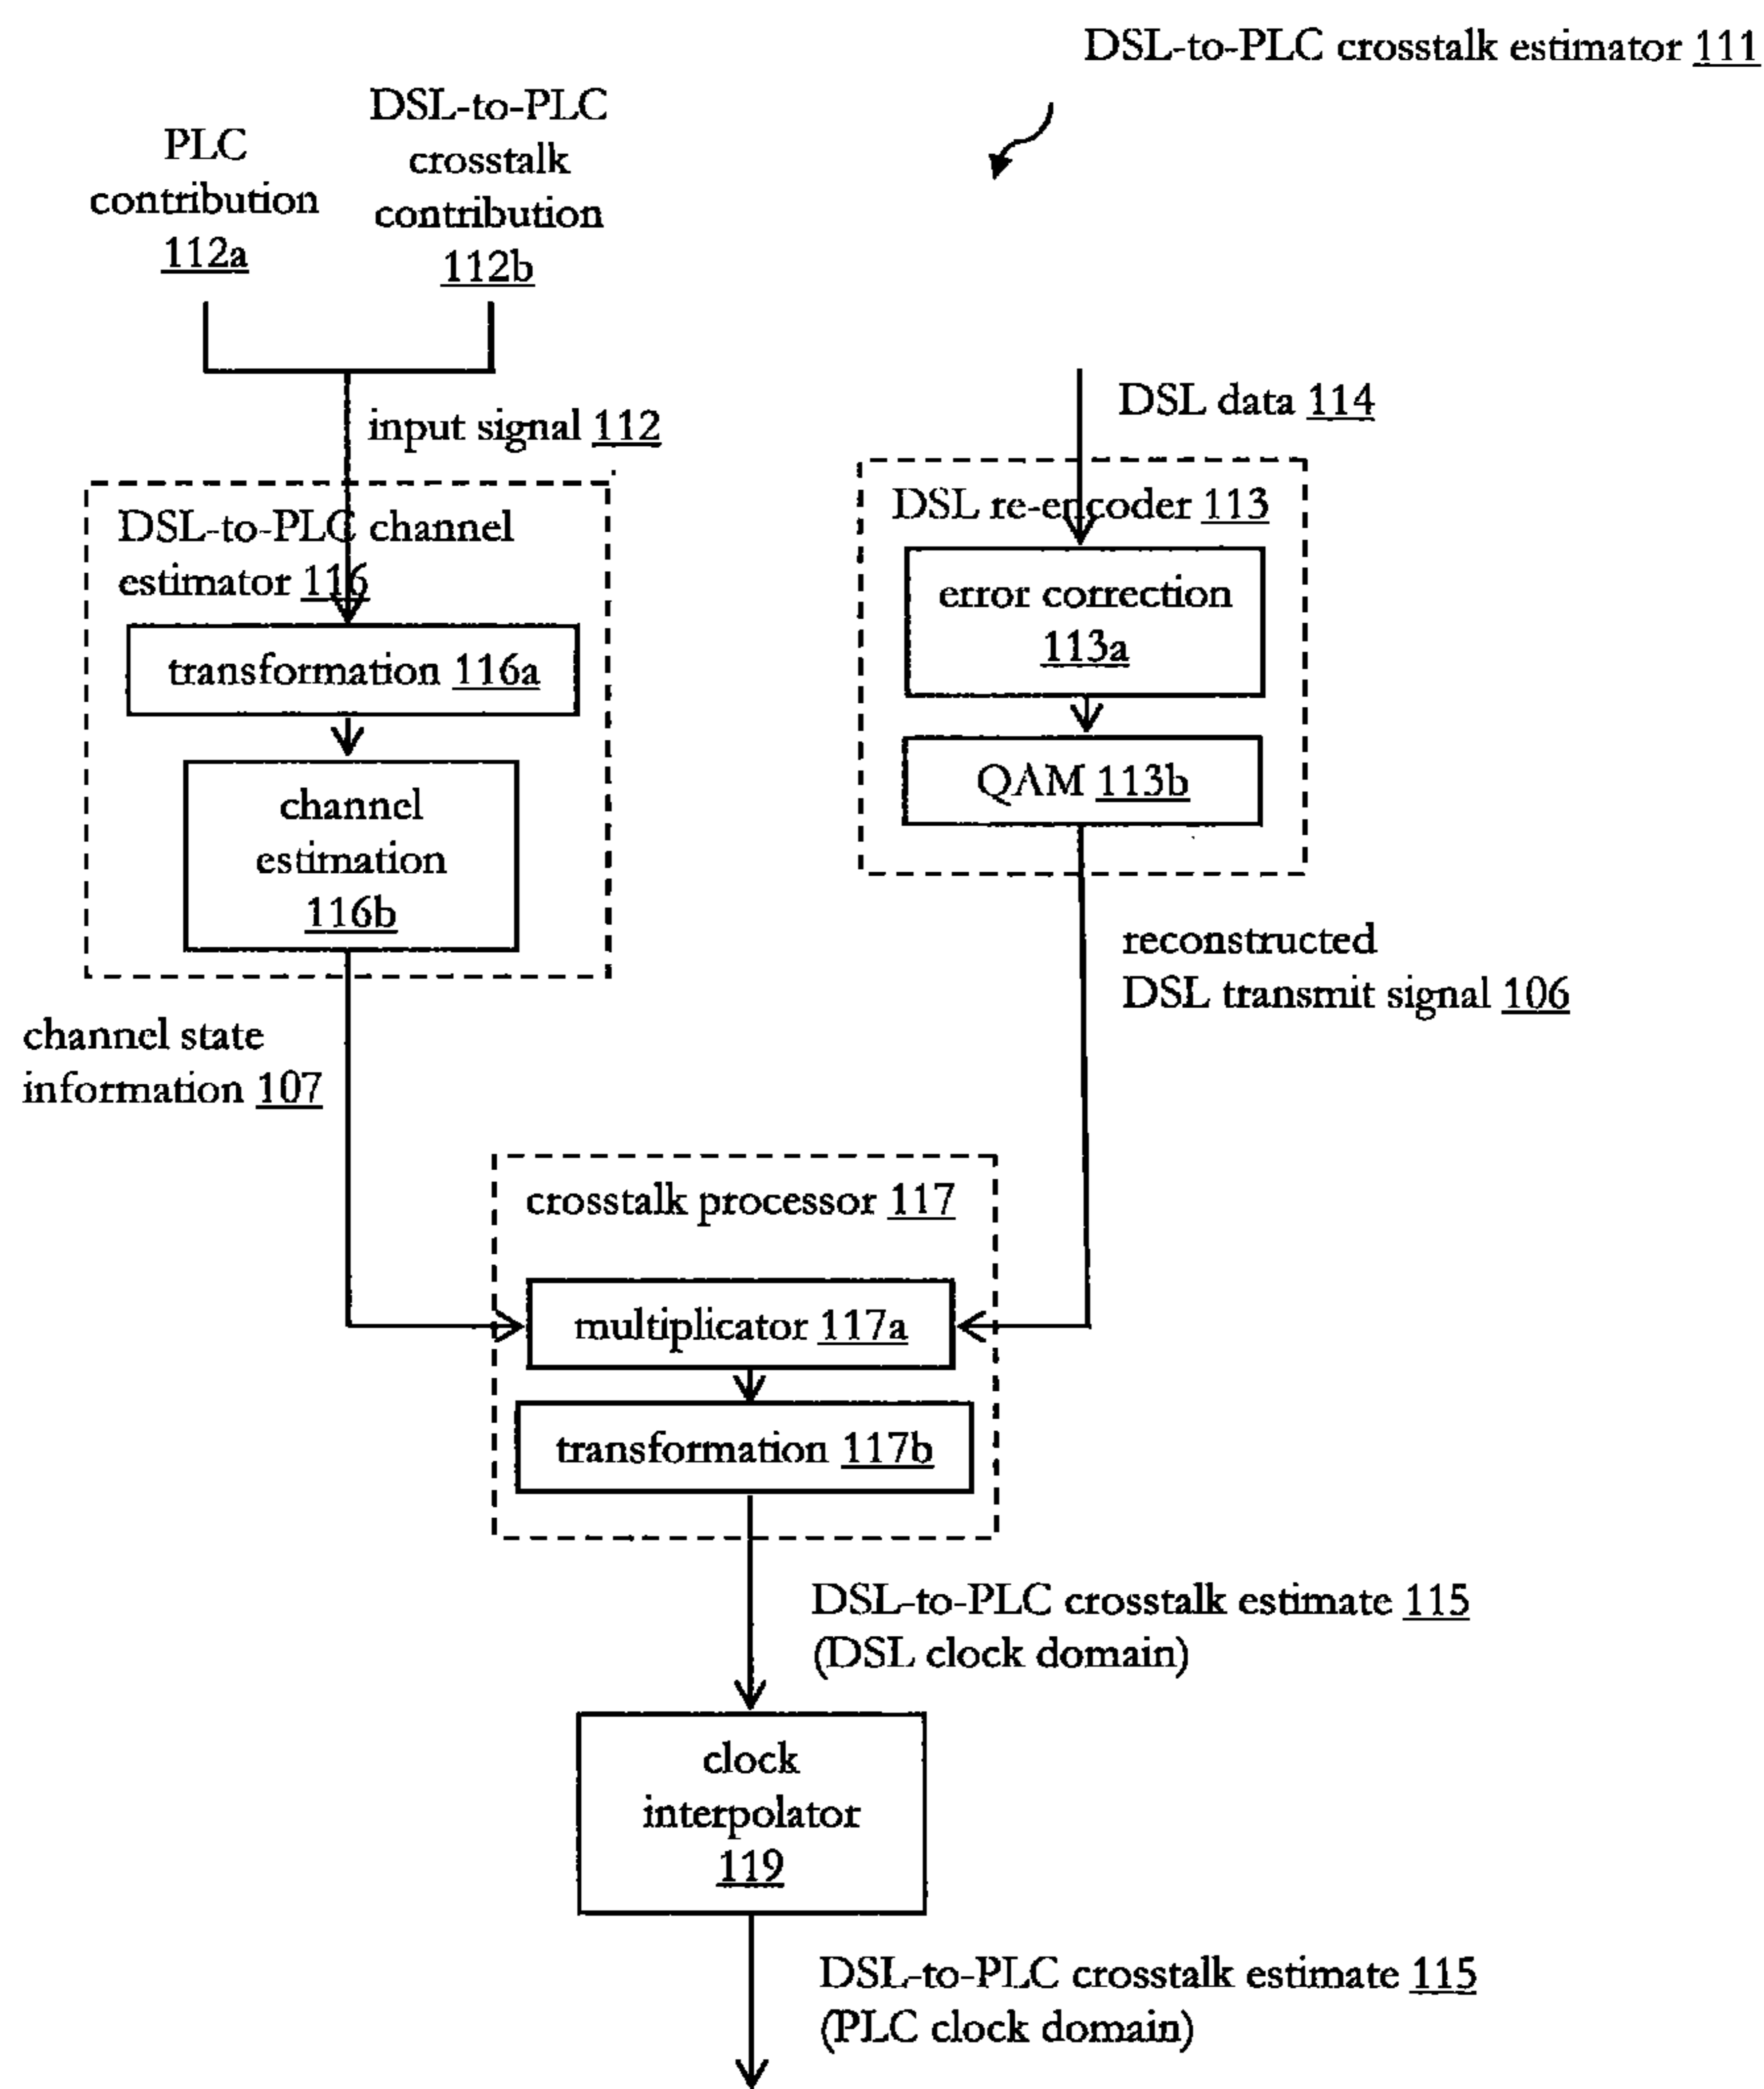 DSL-to-PLC crosstalk estimator 111
PLC
contribution
112a
DSL-to-PLC
crosstalk
contribution
112b
input signal 112
DSL data 114
DSL-to-PLC channel
estimator 116
transformation 116a
channel
estimation
116b
DSL re-encoder 113
error correction
113a
QAM 113b
reconstructed
DSL transmit signal 106
channel state
information 107
crosstalk processor 117
multiplicator 117a
transformation 117b
DSL-to-PLC crosstalk estimate 115
(DSL clock domain)
clock
interpolator
119
DSL-to-PLC crosstalk estimate 115
(PLC clock domain)